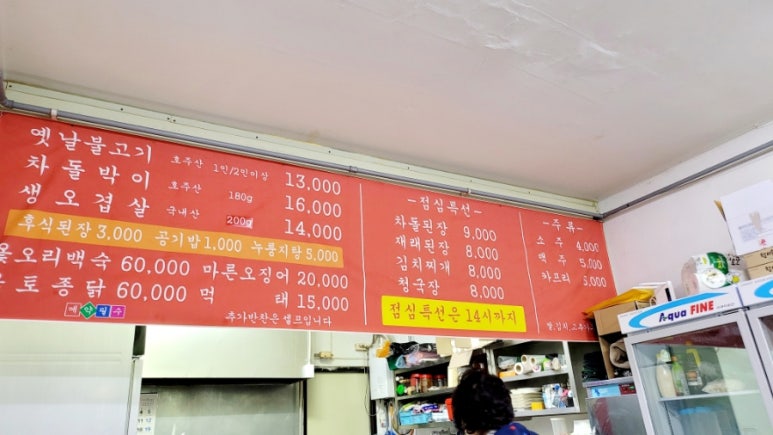 옛날불고기 호주산 1인/2인이상 13,000
차돌박이 호주산 180g 16,000
생오겹살 국내산 200g 14,000
후식된장 3,000 공기밥 1,000 누룽지탕 5,000
오리백숙 60,000 마른오징어 20,000
토종닭 60,000 먹태 15,000
예약필수
추가반찬은 셀프입니다
-점심특선-
차돌된장 9,000
재래된장 8,000
김치찌개 8,000
청국장 8,000
점심특선은 14시까지
-주류-
소주 4,000
맥주 5,000
카프리 5,000
쌀,김치,고추가
Aqua FINE